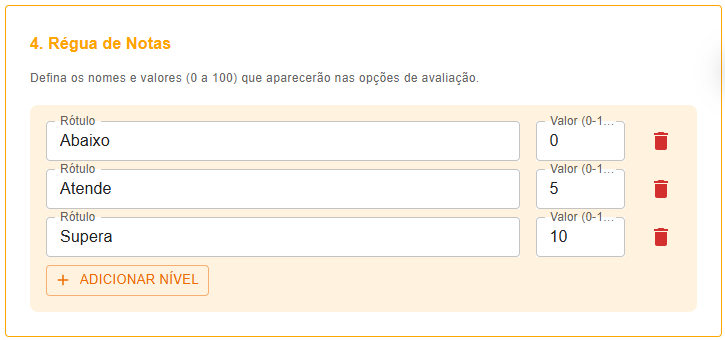 4. Régua de Notas
Defina os nomes e valores (0 a 100) que aparecerão nas opções de avaliação.
Rótulo Valor (0-1...
Abaixo 0
Rótulo Valor (0-1...
Atende 5
Rótulo Valor (0-1...
Supera 10
+ ADICIONAR NÍVEL